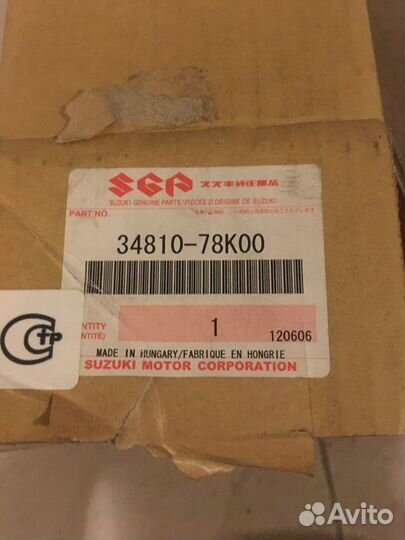 SGP スズキ純正部品
SUZUKI GENUINE PARTS/PIECES D'ORIGINE DE SUZUKI
PART NO.
34810-78K00
1
120606
MADE IN HUNGARY/FABRIQUE EN HONGRIE
SUZUKI MOTOR CORPORATION
Avito